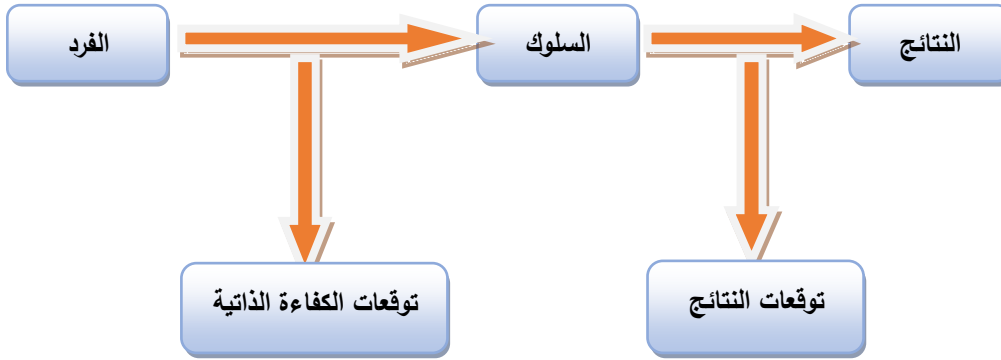 الفرد
السلوك
النتائج
توقعات الكفاءة الذاتية
توقعات النتائج